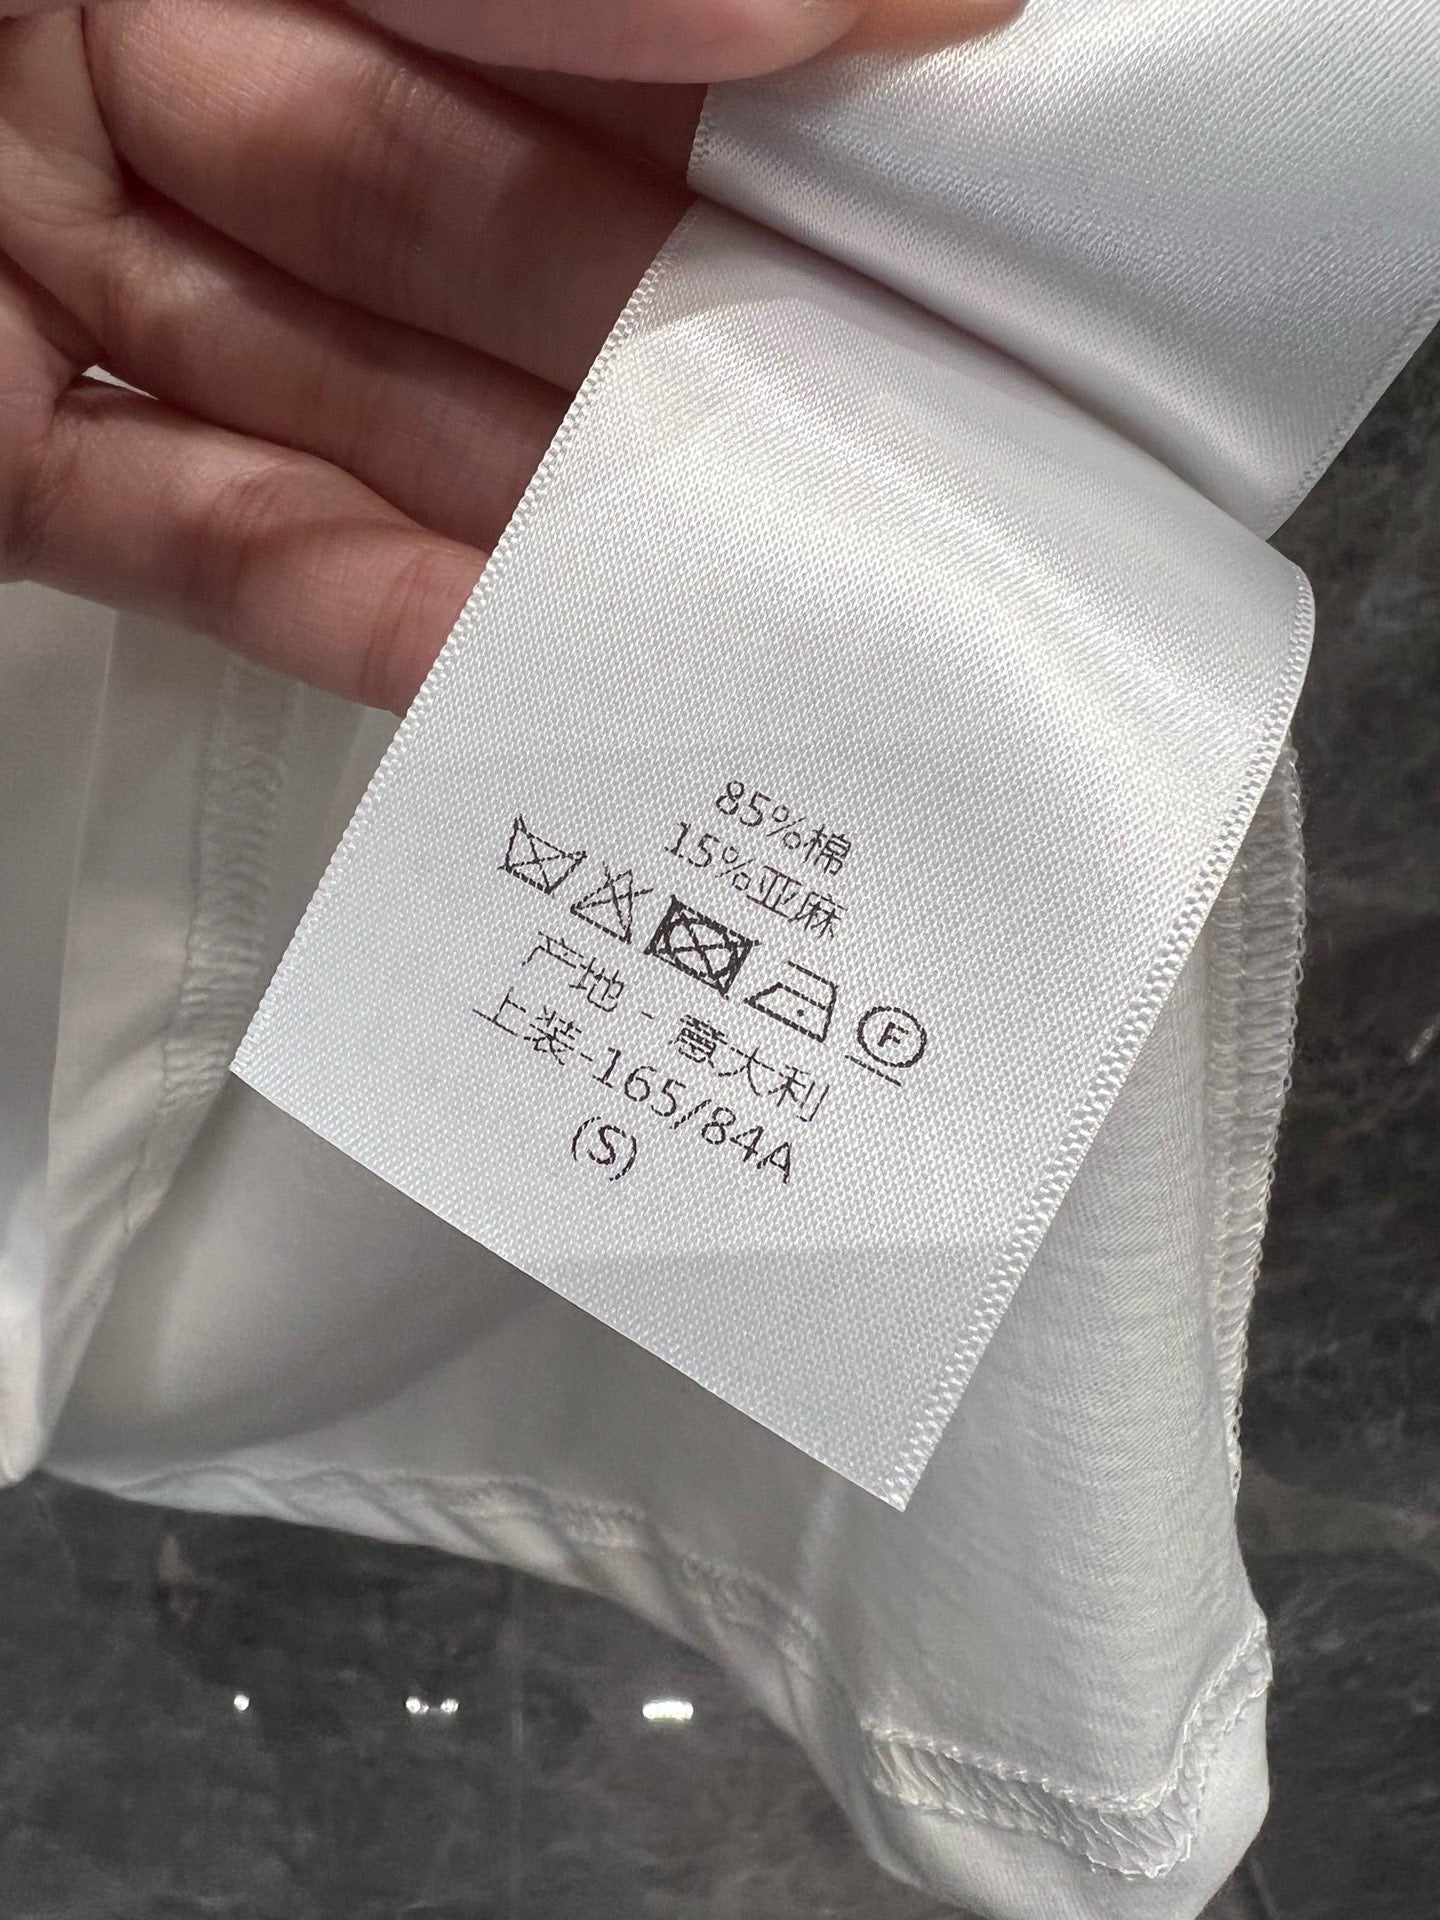 85%棉
15%亚麻
F
产地 - 意大利
上装-165/84A
(S)